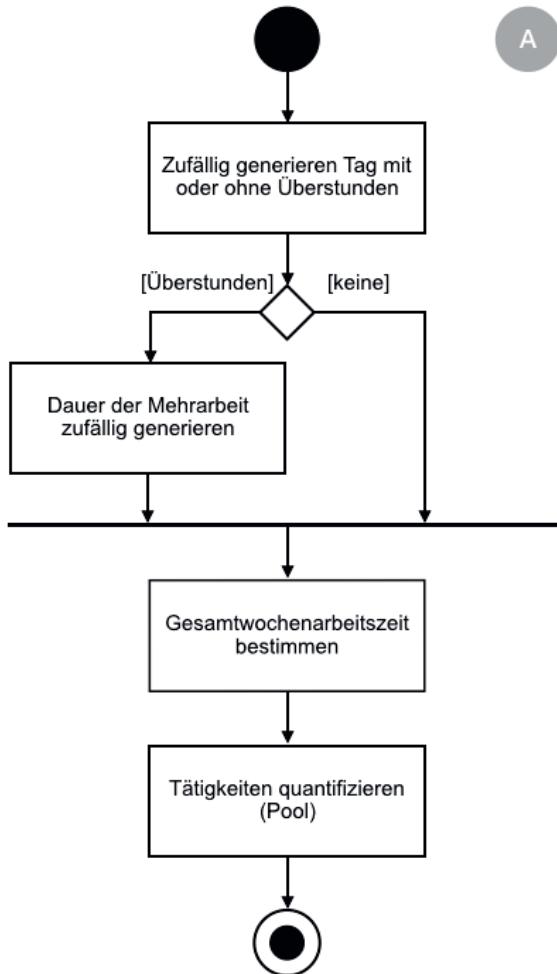 A
Zufällig generieren Tag mit
oder ohne Überstunden
[Überstunden]
[keine]
Dauer der Mehrarbeit
zufällig generieren
Gesamtwochenarbeitszeit
bestimmen
Tätigkeiten quantifizieren
(Pool)